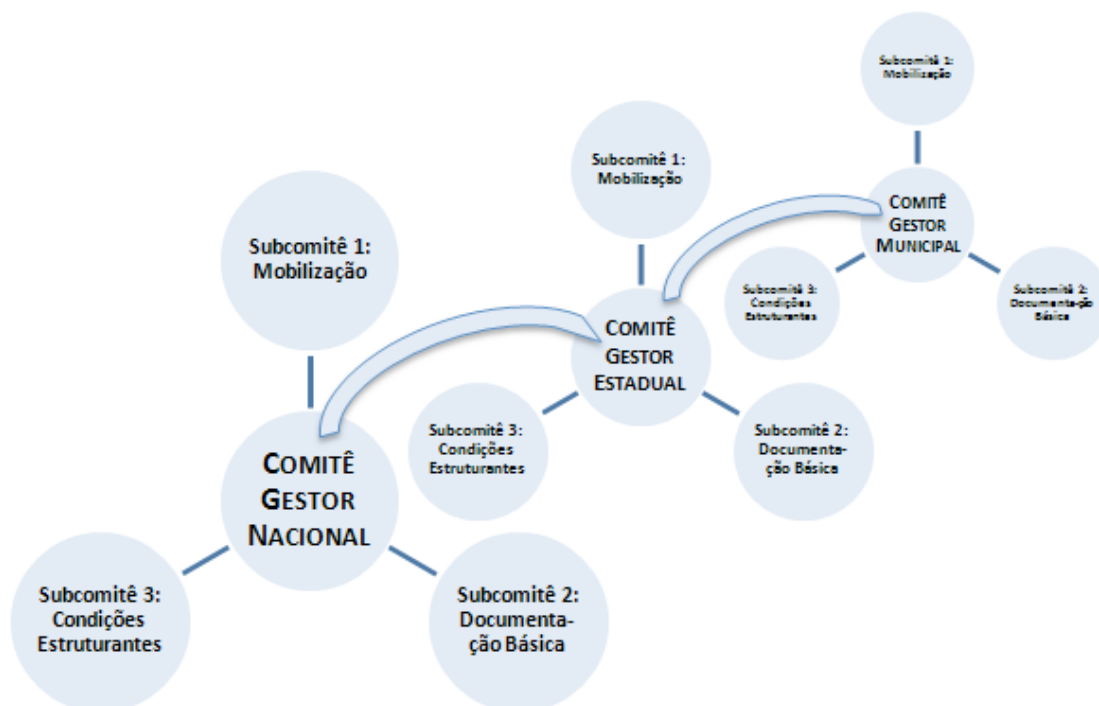 Subcomitê 1:
Mobilização
COMITÊ
GESTOR
NACIONAL
Subcomitê 3:
Condições
Estruturantes
Subcomitê 2:
Documenta-
ção Básica
Subcomitê 1:
Mobilização
COMITÊ
GESTOR
ESTADUAL
Subcomitê 3:
Condições
Estruturantes
Subcomitê 2:
Documenta-
ção Básica
Subcomitê 1:
Mobilização
COMITÊ
GESTOR
MUNICIPAL
Subcomitê 3:
Condições
Estruturantes
Subcomitê 2:
Documenta-ção
Básica